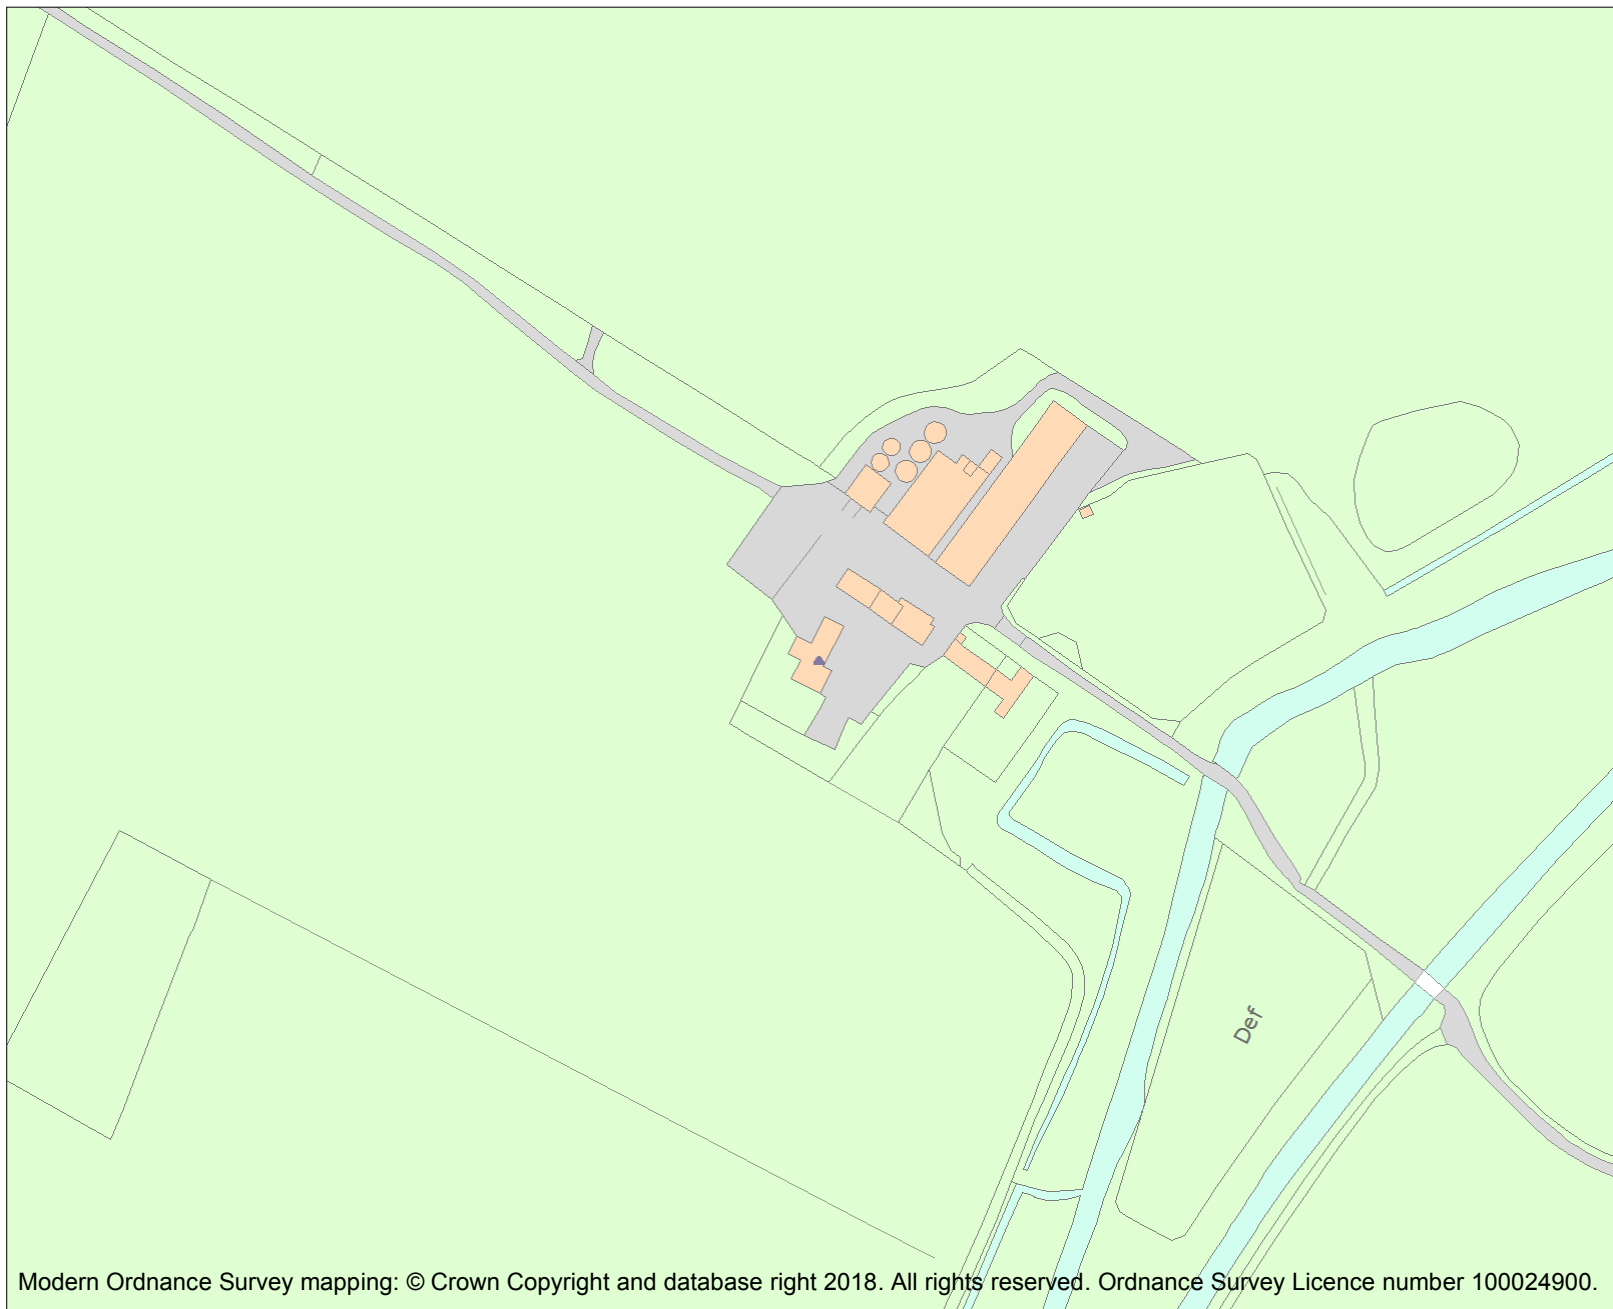 Def
Modern Ordnance Survey mapping: © Crown Copyright and database right 2018. All rights reserved. Ordnance Survey Licence number 100024900.